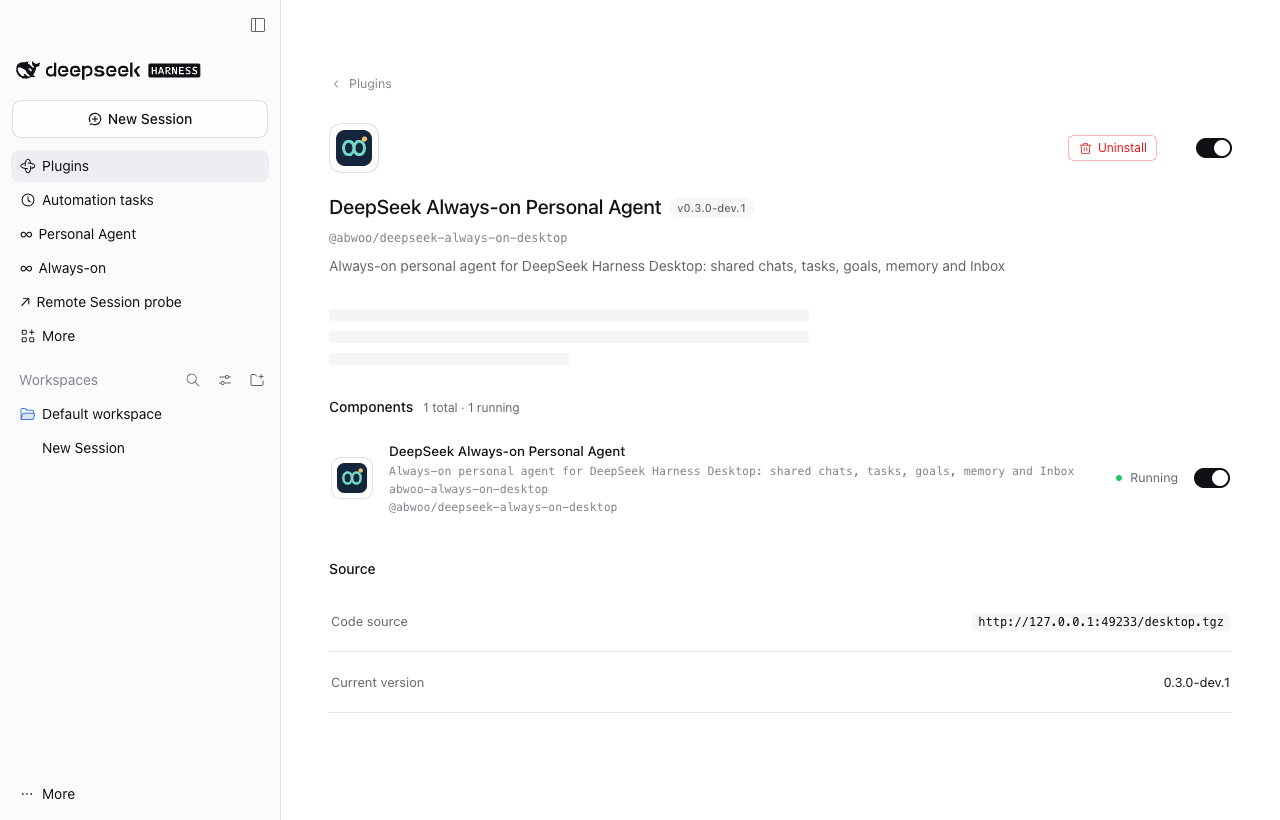 deepseek HARNESS
New Session
Plugins
Automation tasks
Personal Agent
Always-on
Remote Session probe
More
Workspaces
Default workspace
New Session
More
Plugins
Uninstall
DeepSeek Always-on Personal Agent v0.3.0-dev.1
@abwoo/deepseek-always-on-desktop
Always-on personal agent for DeepSeek Harness Desktop: shared chats, tasks, goals, memory and Inbox
Components 1 total · 1 running
DeepSeek Always-on Personal Agent
Always-on personal agent for DeepSeek Harness Desktop: shared chats, tasks, goals, memory and Inbox
abwoo-always-on-desktop
@abwoo/deepseek-always-on-desktop
Running
Source
Code source http://127.0.0.1:49233/desktop.tgz
Current version 0.3.0-dev.1